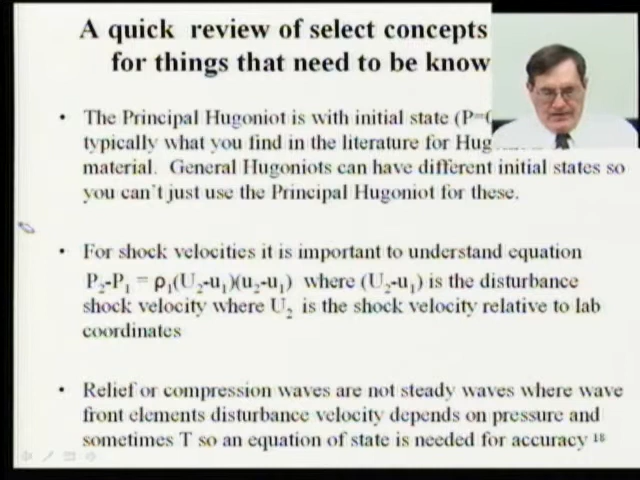 A quick review of select concepts
for things that need to be know
• The Principal Hugoniot is with initial state (P=
typically what you find in the literature for Hug
material. General Hugoniots can have different initial states so
you can't just use the Principal Hugoniot for these.
• For shock velocities it is important to understand equation
P₂-P₁ = ρ₁(U₂-u₁)(u₂-u₁) where (U₂-u₁) is the disturbance
shock velocity where U₂ is the shock velocity relative to lab
coordinates
• Relief or compression waves are not steady waves where wave
front elements disturbance velocity depends on pressure and
sometimes T so an equation of state is needed for accuracy 18